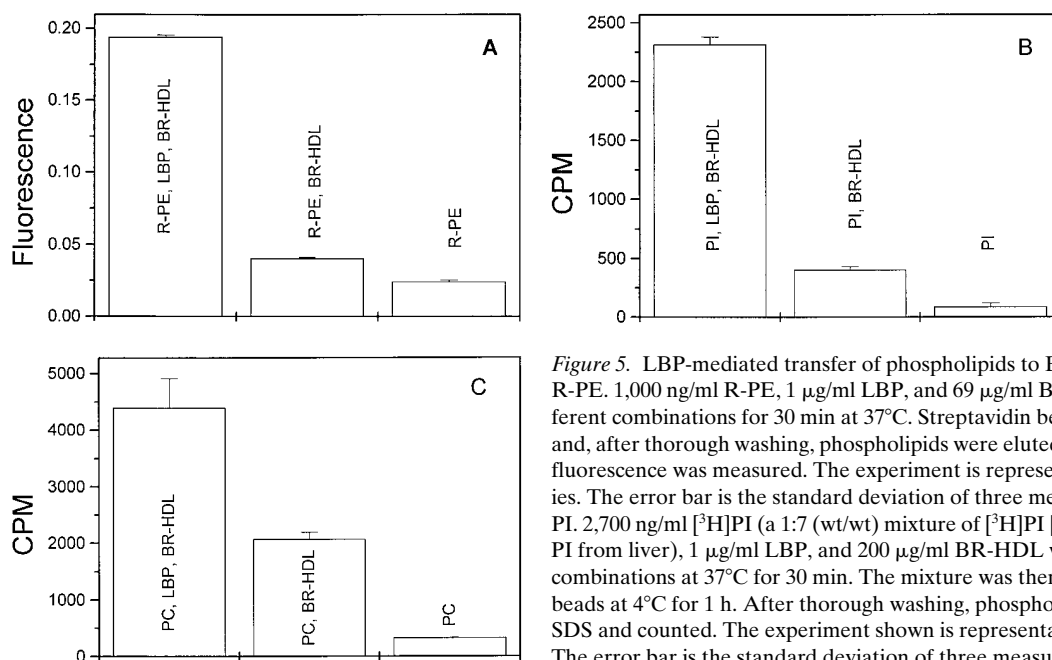 A
Fluorescence
0.20
0.15
0.10
0.05
0.00
R-PE, LBP, BR-HDL
R-PE, BR-HDL
R-PE
B
CPM
2500
2000
1500
1000
500
0
PI, LBP, BR-HDL
PI, BR-HDL
PI
C
CPM
5000
4000
3000
2000
1000
0
PC, LBP, BR-HDL
PC, BR-HDL
PC
Figure 5. LBP-mediated transfer of phospholipids to
R-PE. 1,000 ng/ml R-PE, 1 μg/ml LBP, and 69 μg/ml
ferent combinations for 30 min at 37°C. Streptavidin
and, after thorough washing, phospholipids were eluted
fluorescence was measured. The experiment is
ies. The error bar is the standard deviation of three
PI. 2,700 ng/ml [³H]PI (a 1:7 (wt/wt) mixture of [³H]PI [
PI from liver), 1 μg/ml LBP, and 200 μg/ml BR-HDL
combinations at 37°C for 30 min. The mixture was
beads at 4°C for 1 h. After thorough washing,
SDS and counted. The experiment shown is
The error bar is the standard deviation of three